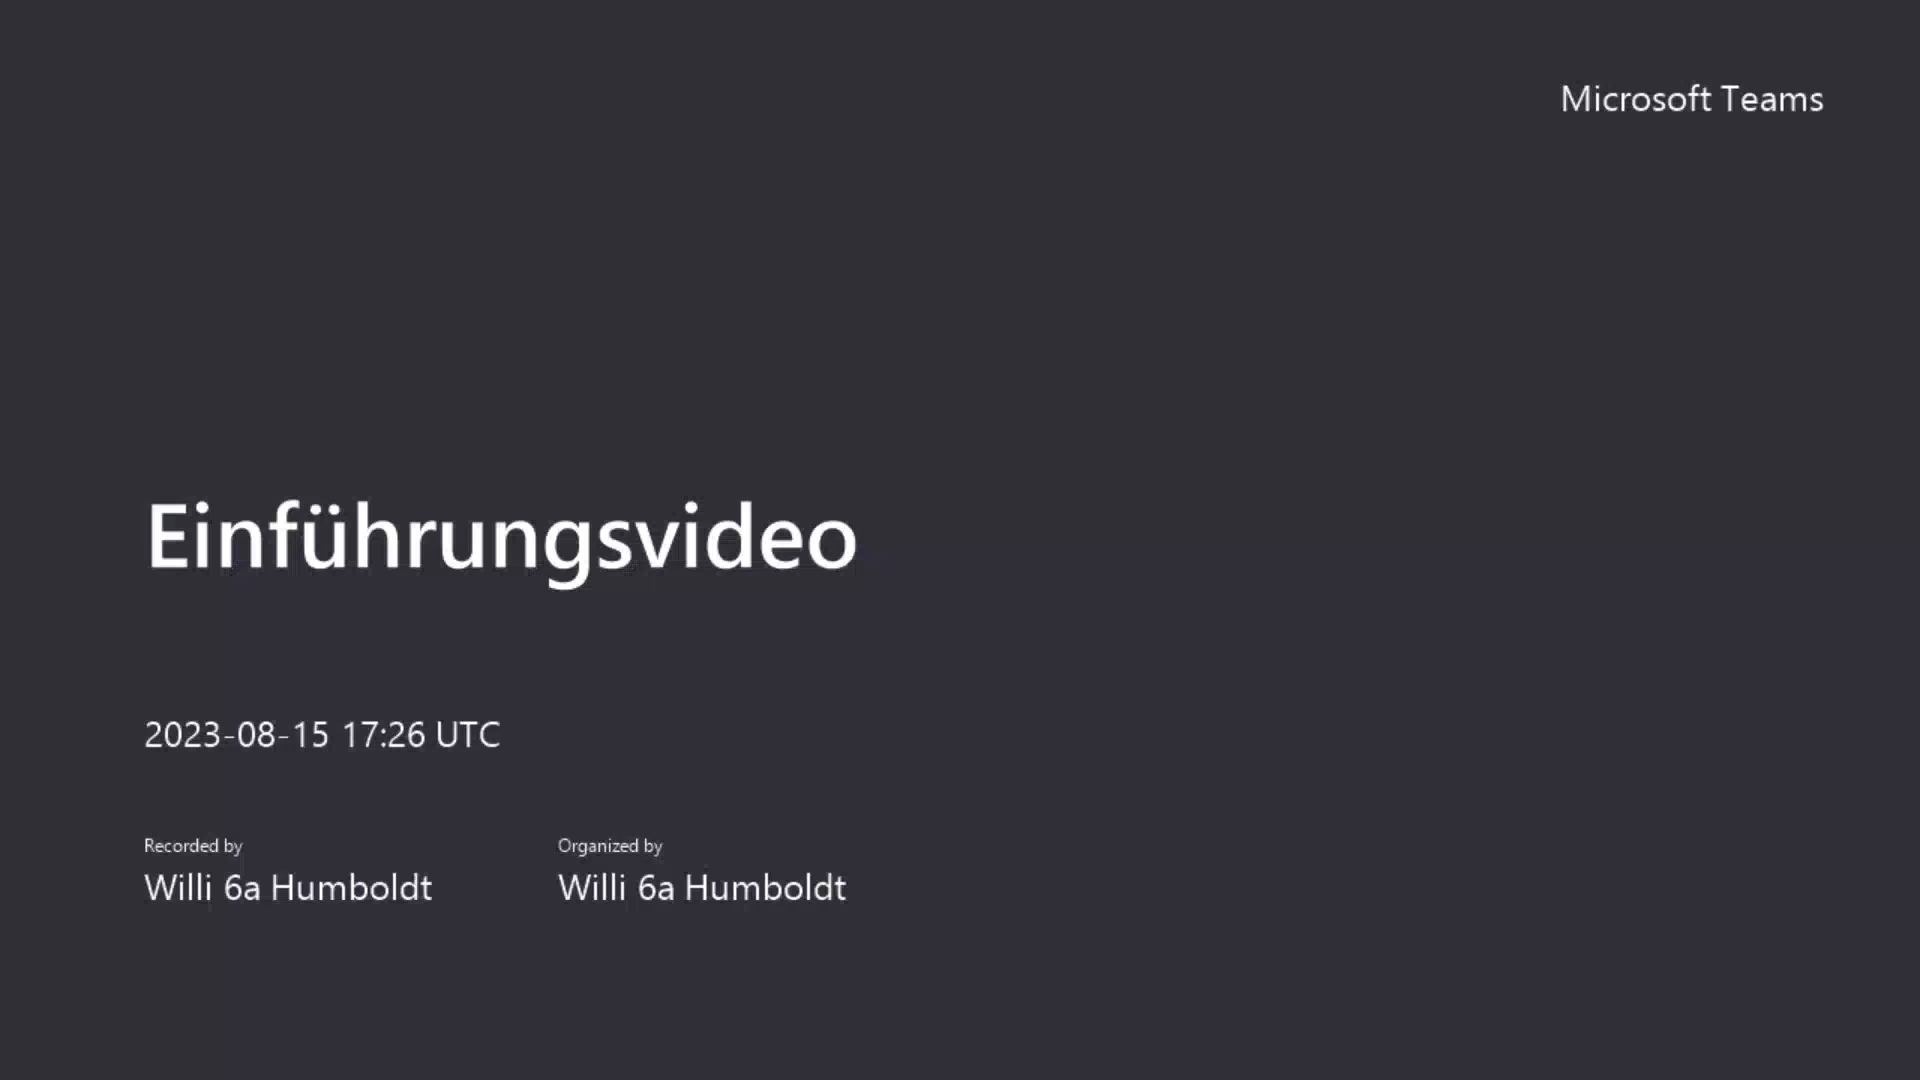 Microsoft Teams
Einführungsvideo
2023-08-15 17:26 UTC
Recorded by
Willi 6a Humboldt
Organized by
Willi 6a Humboldt